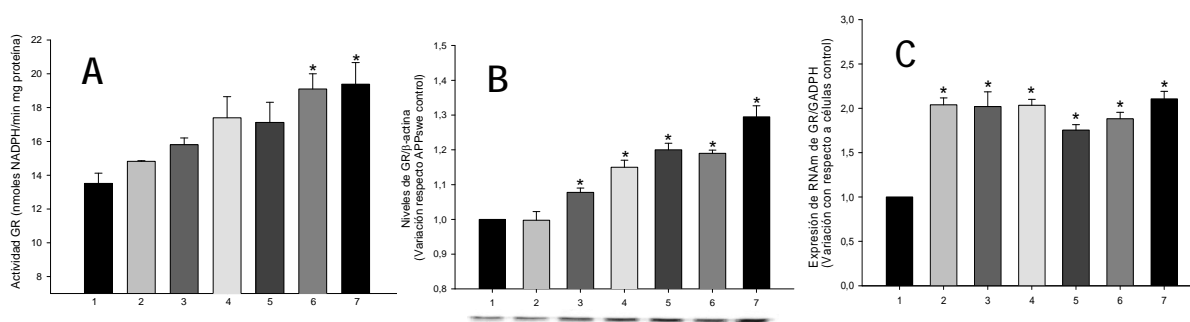 A
Actividad GR (nmoles NADPH/min mg proteína)
22
20
18
16
14
12
10
8
* *
1 2 3 4 5 6 7
B
Niveles de GR/β-actina
(Variación respecto APPswe control)
1,4
1,3
1,2
1,1
1,0
0,9
0,8
* * * * *
1 2 3 4 5 6 7
C
Expresión de RNAm de GR/GADPH
(Variación con respecto a células control)
3,0
2,5
2,0
1,5
1,0
0,5
0,0
* * * * * *
1 2 3 4 5 6 7